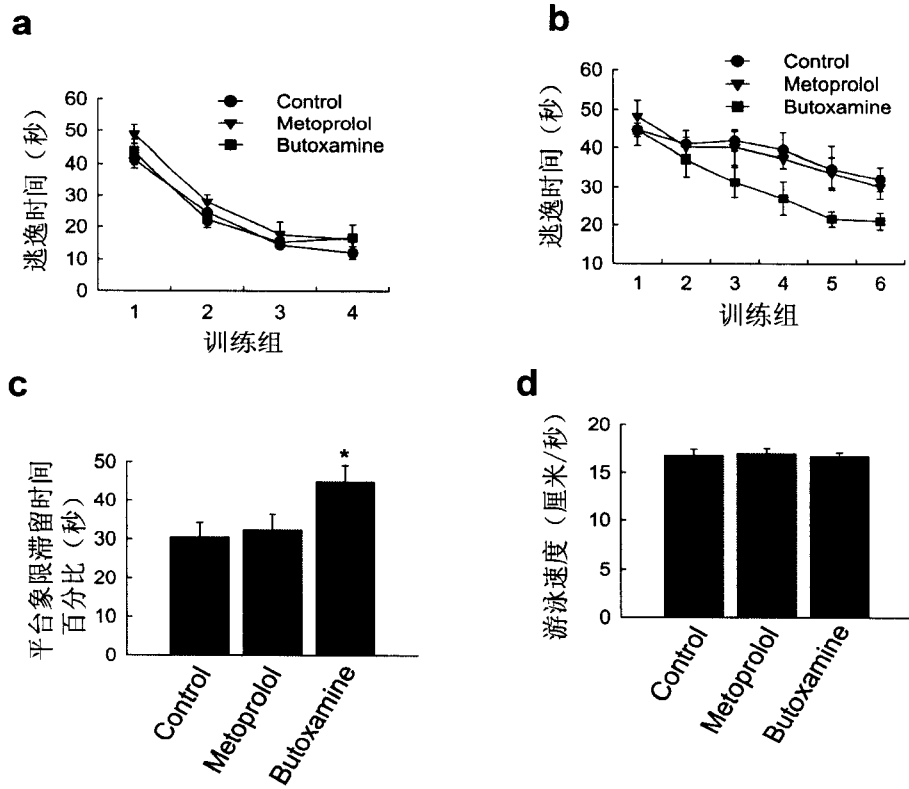 a
Control
Metoprolol
Butoxamine
逃逸时间（秒）
60
50
40
30
20
10
0
1 2 3 4
训练组
b
Control
Metoprolol
Butoxamine
逃逸时间（秒）
60
50
40
30
20
10
1 2 3 4 5 6
训练组
c
平台象限滞留时间
百分比（秒）
50
40
30
20
10
0
*
Control
Metoprolol
Butoxamine
d
游泳速度（厘米/秒）
20
15
10
5
0
Control
Metoprolol
Butoxamine